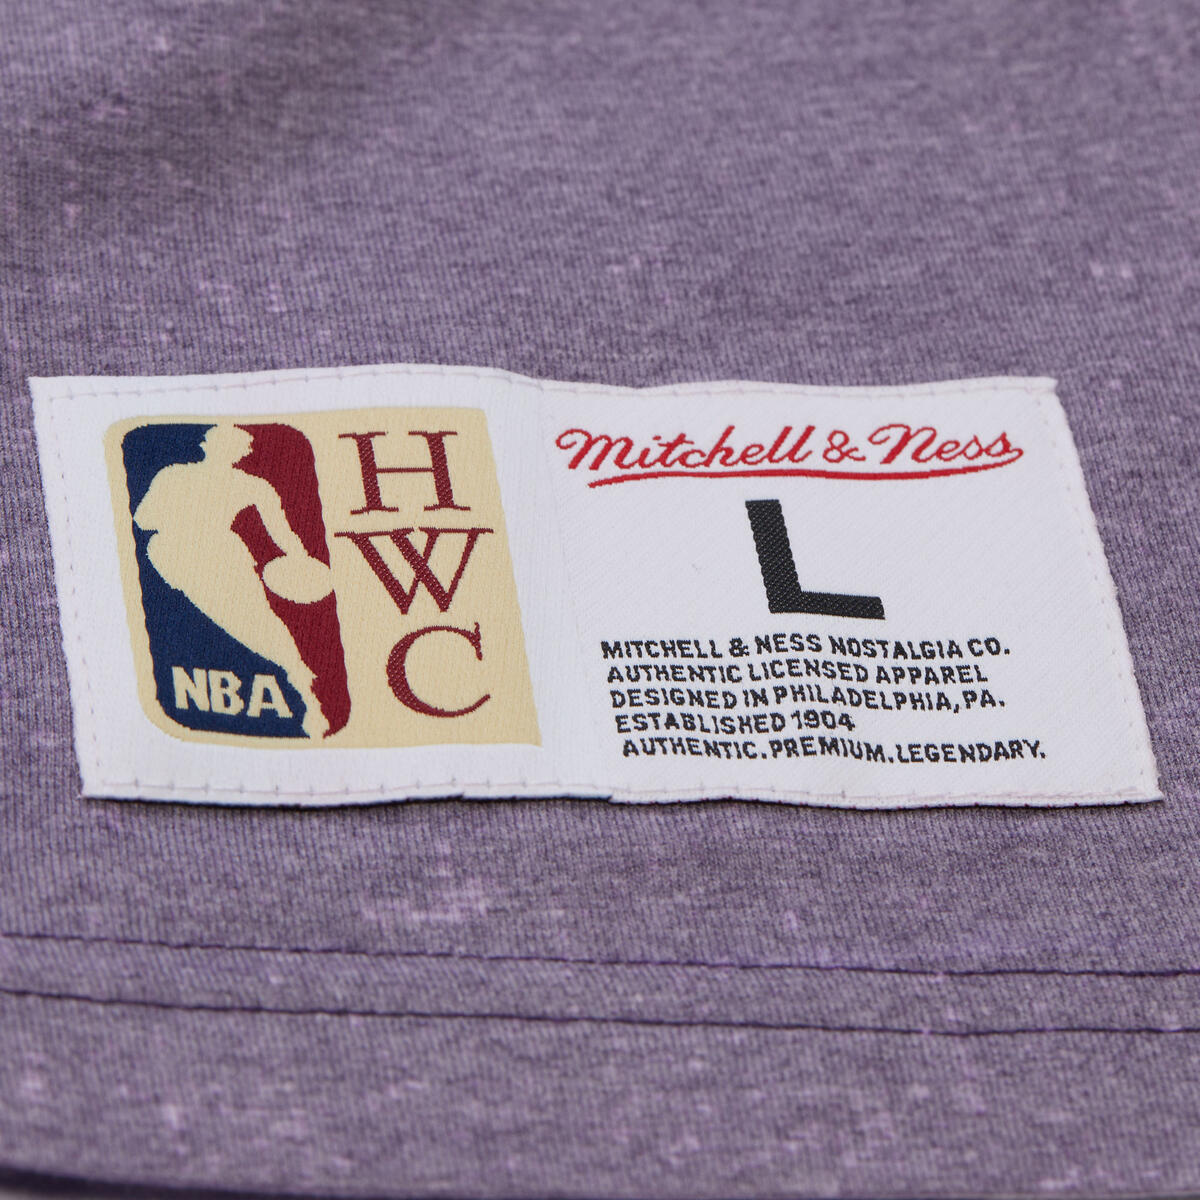 NBA
H
W
C
Mitchell & Ness
L
MITCHELL & NESS NOSTALGIA CO.
AUTHENTIC LICENSED APPAREL
DESIGNED IN PHILADELPHIA, PA.
ESTABLISHED 1904
AUTHENTIC.PREMIUM.LEGENDARY.